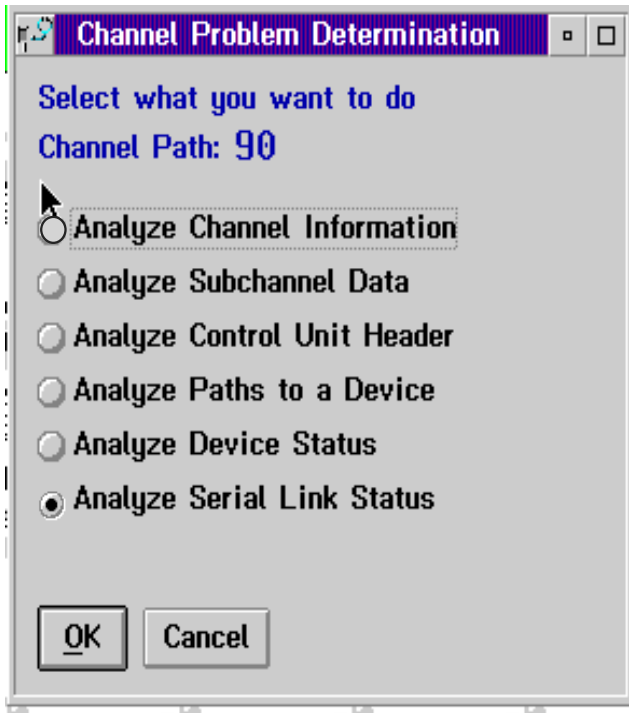 Channel Problem Determination
Select what you want to do
Channel Path: 90
Analyze Channel Information
Analyze Subchannel Data
Analyze Control Unit Header
Analyze Paths to a Device
Analyze Device Status
Analyze Serial Link Status
OK Cancel